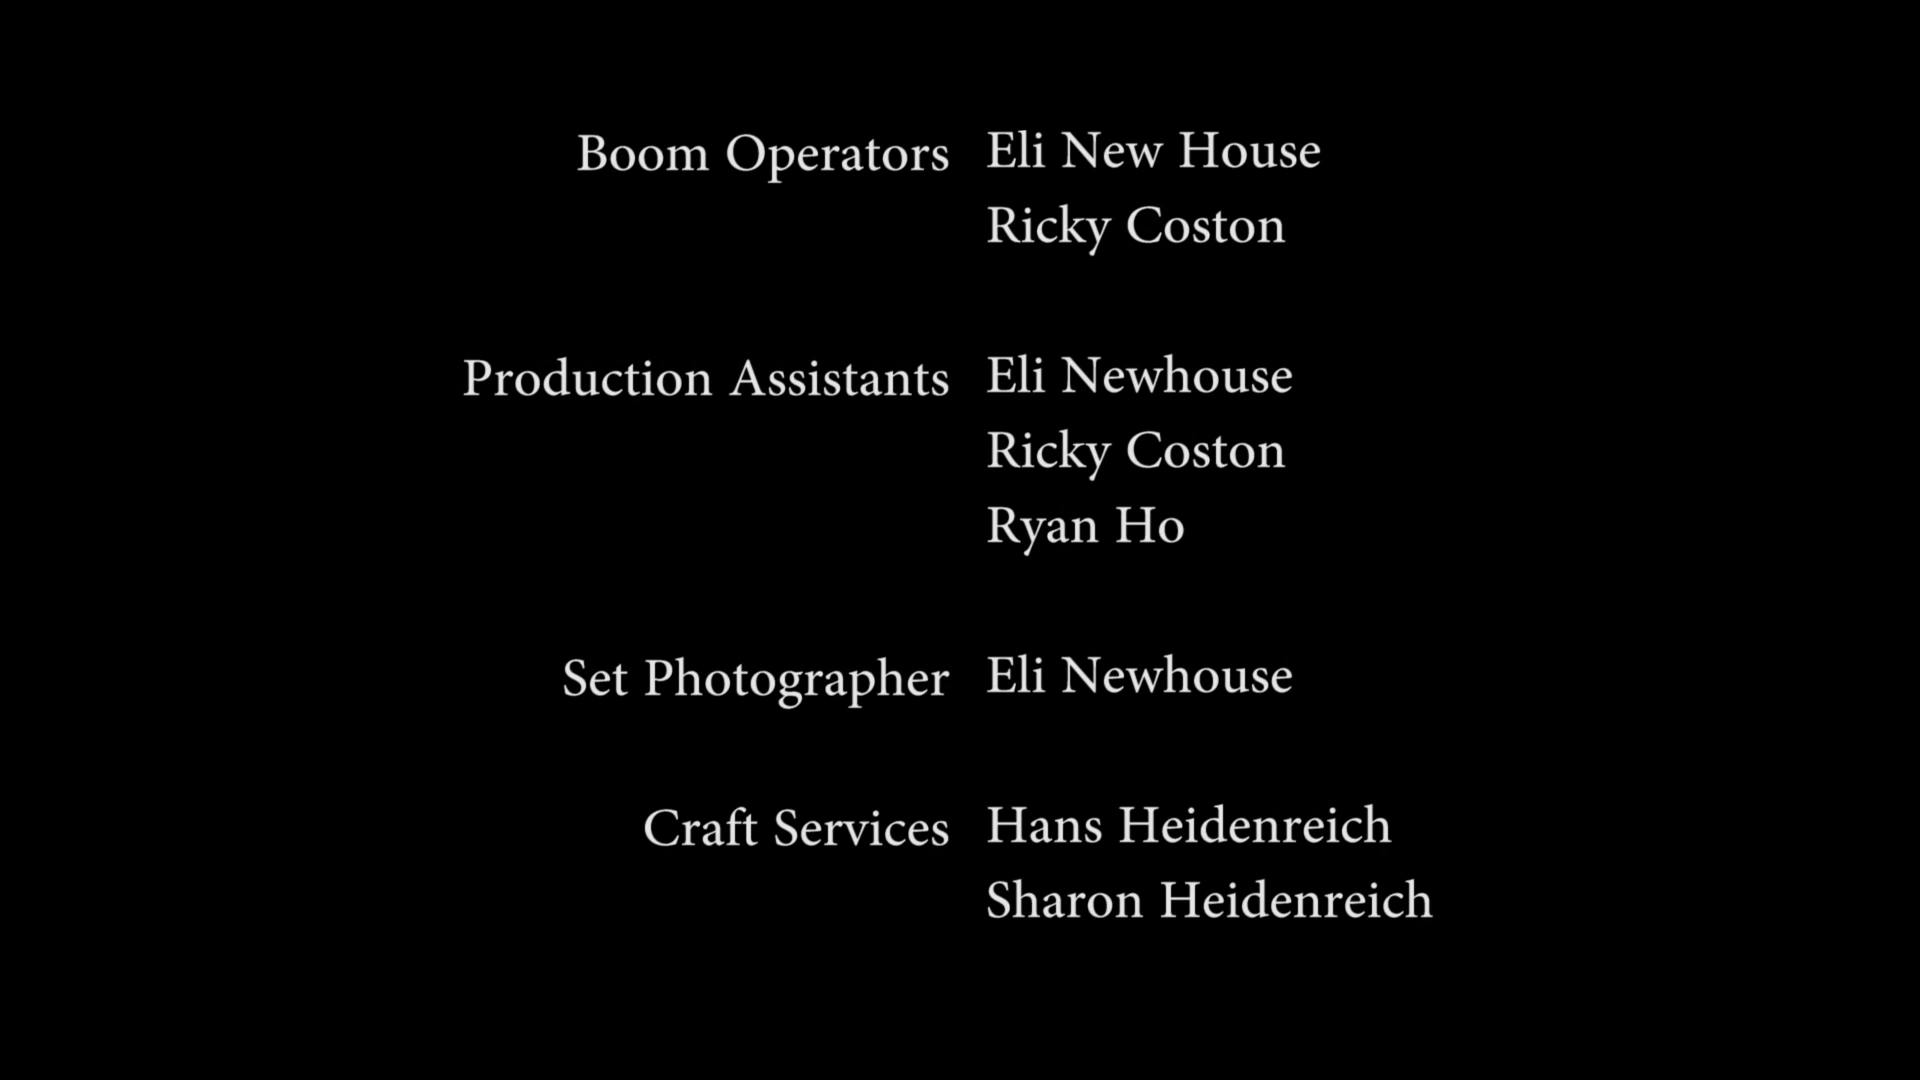 Boom Operators Eli New House
Ricky Coston
Production Assistants Eli Newhouse
Ricky Coston
Ryan Ho
Set Photographer Eli Newhouse
Craft Services Hans Heidenreich
Sharon Heidenreich